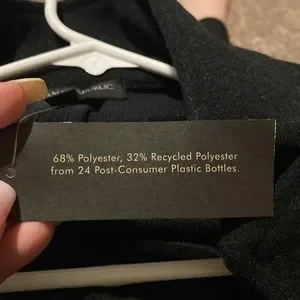 68% Polyester, 32% Recycled Polyester
from 24 Post-Consumer Plastic Bottles.